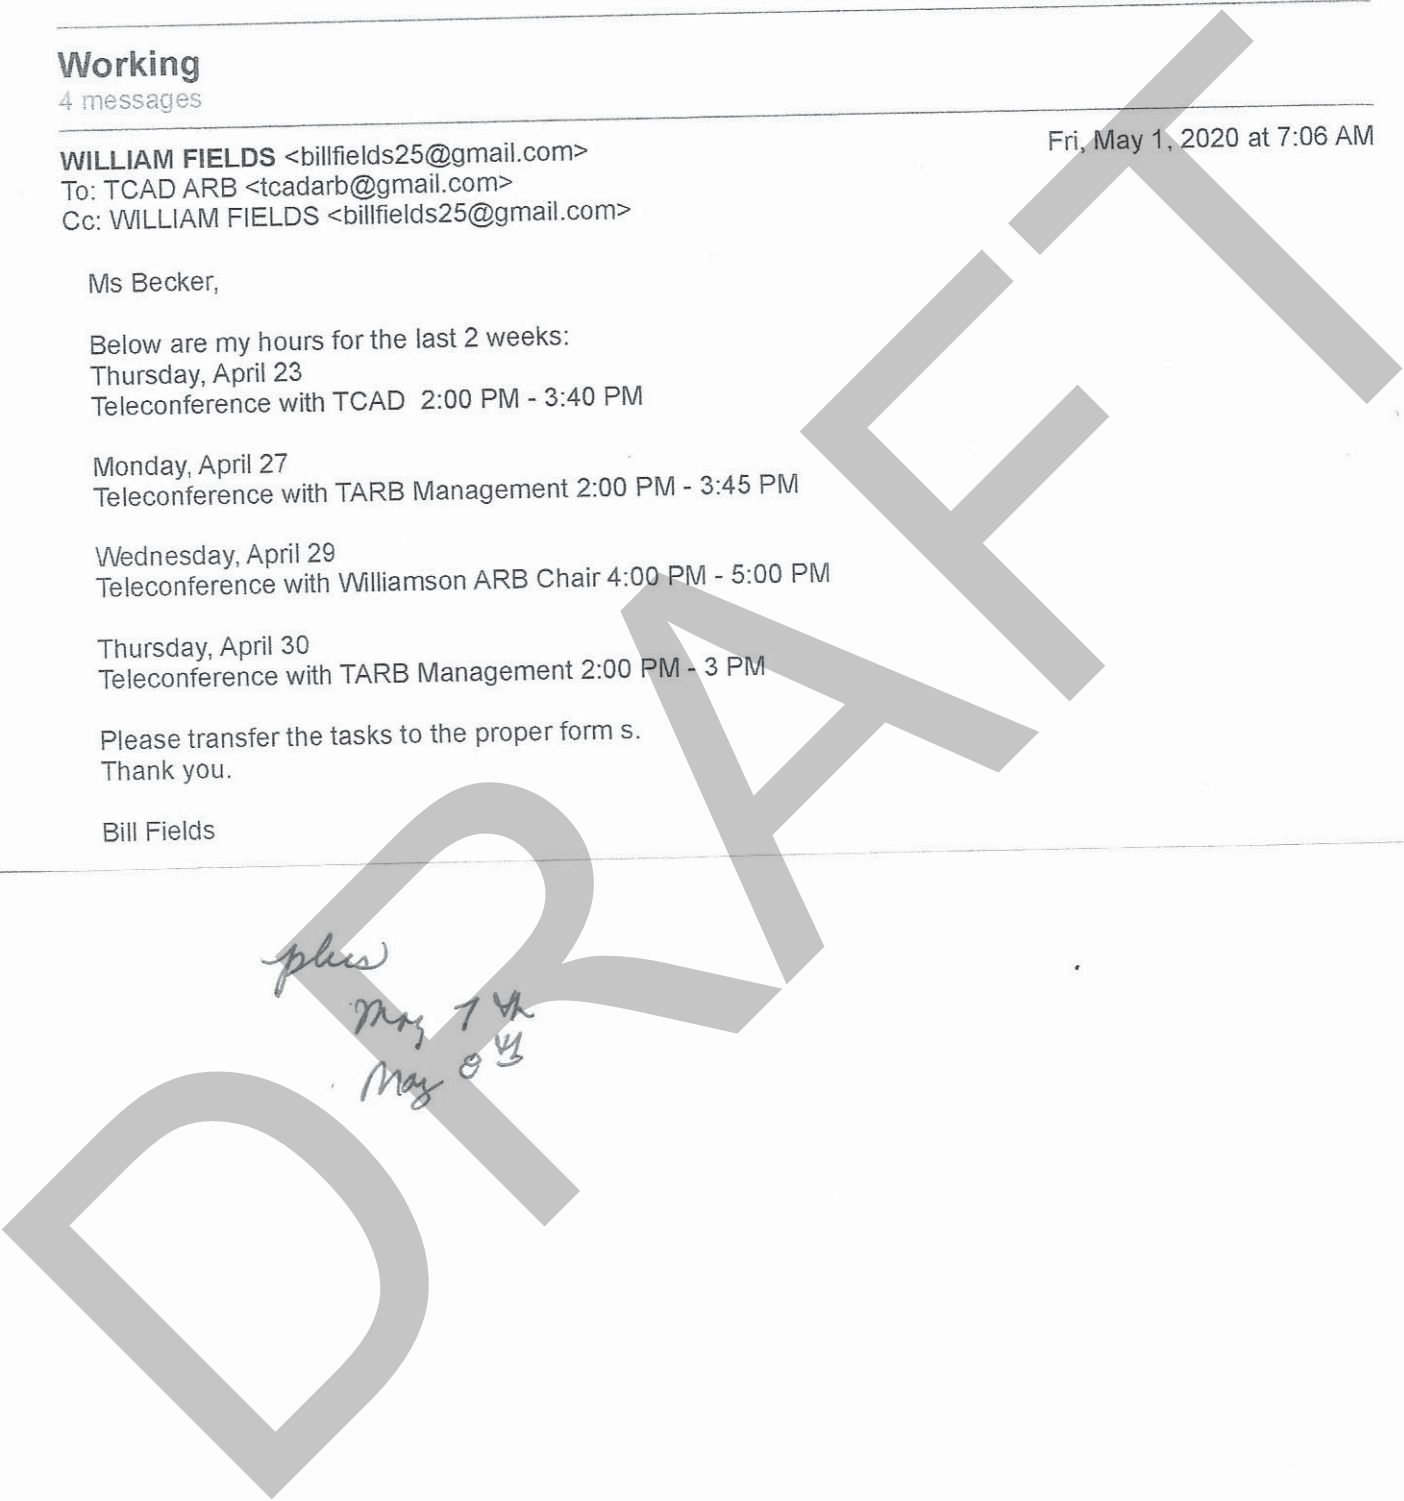 Working
4 messages
WILLIAM FIELDS <billfields25@gmail.com>
Fri, May 1, 2020 at 7:06 AM
To: TCAD ARB <tcadarb@gmail.com>
Cc: WILLIAM FIELDS <billfields25@gmail.com>
Ms Becker,
Below are my hours for the last 2 weeks:
Thursday, April 23
Teleconference with TCAD  2:00 PM - 3:40 PM
Monday, April 27
Teleconference with TARB Management 2:00 PM - 3:45 PM
Wednesday, April 29
Teleconference with Williamson ARB Chair 4:00 PM - 5:00 PM
Thursday, April 30
Teleconference with TARB Management 2:00 PM - 3 PM
Please transfer the tasks to the proper form s.
Thank you.
Bill Fields
plus
May 7th
May 8th
DRAFT